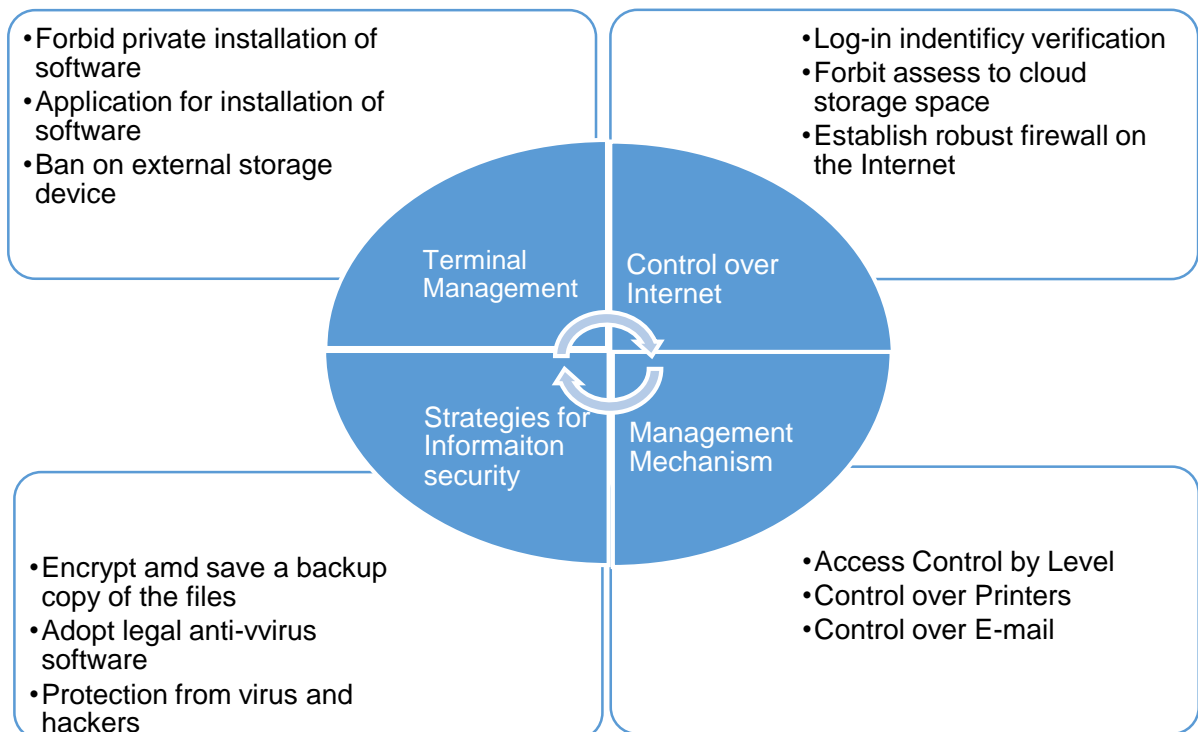 •Forbid private installation of
software
•Application for installation of
software
•Ban on external storage
device
•Log-in indentificy verification
•Forbit assess to cloud
storage space
•Establish robust firewall on
the Internet
Terminal
Management
Control over
Internet
Strategies for
Informaiton
security
Management
Mechanism
•Encrypt amd save a backup
copy of the files
•Adopt legal anti-vvirus
software
•Protection from virus and
hackers
•Access Control by Level
•Control over Printers
•Control over E-mail